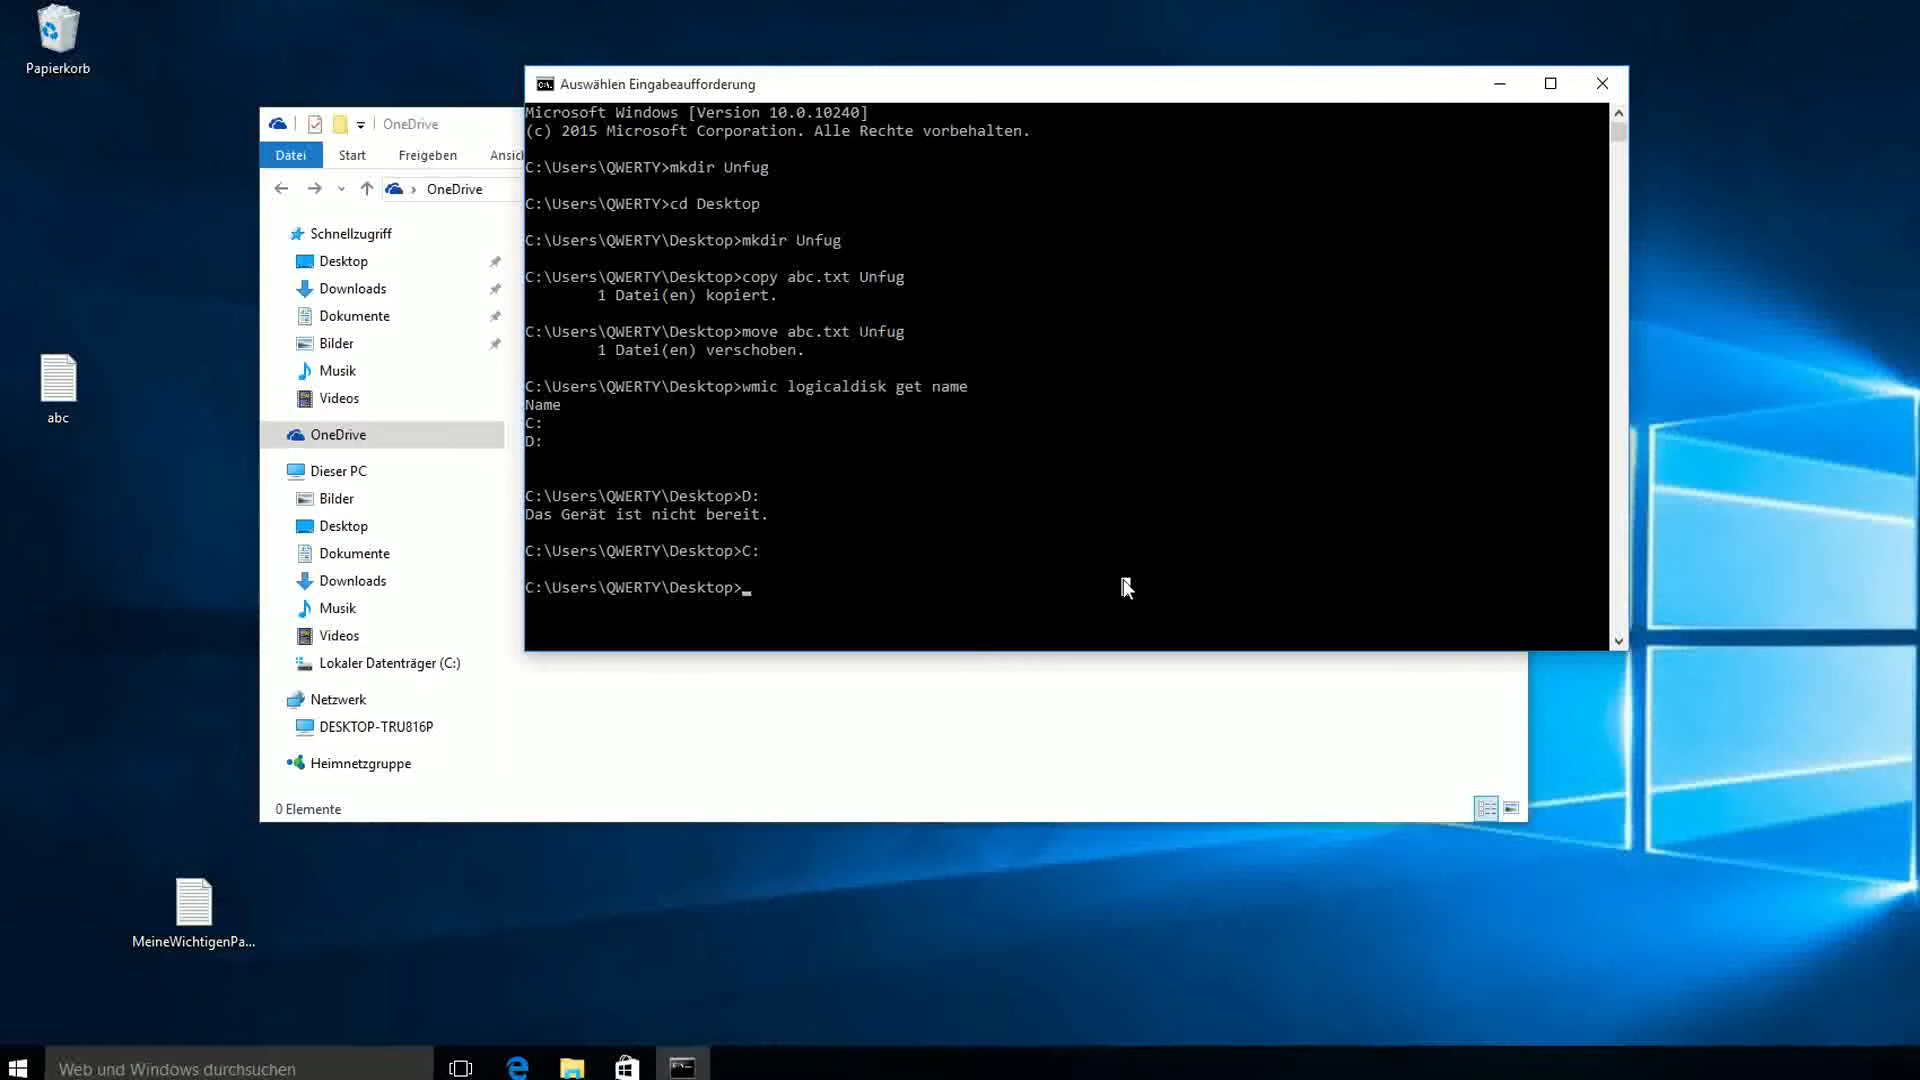 Papierkorb
abc
MeineWichtigenPa...
OneDrive
Datei
Start
Freigeben
Ansic
OneDrive
Schnellzugriff
Desktop
Downloads
Dokumente
Bilder
Musik
Videos
OneDrive
Dieser PC
Bilder
Desktop
Dokumente
Downloads
Musik
Videos
Lokaler Datenträger (C:)
Netzwerk
DESKTOP-TRU816P
Heimnetzgruppe
0 Elemente
Auswählen Eingabeaufforderung
Microsoft Windows [Version 10.0.10240]
(c) 2015 Microsoft Corporation. Alle Rechte vorbehalten.
C:\Users\QWERTY>mkdir Unfug
C:\Users\QWERTY>cd Desktop
C:\Users\QWERTY\Desktop>mkdir Unfug
C:\Users\QWERTY\Desktop>copy abc.txt Unfug
1 Datei(en) kopiert.
C:\Users\QWERTY\Desktop>move abc.txt Unfug
1 Datei(en) verschoben.
C:\Users\QWERTY\Desktop>wmic logicaldisk get name
Name
C:
D:
C:\Users\QWERTY\Desktop>D:
Das Gerät ist nicht bereit.
C:\Users\QWERTY\Desktop>C:
C:\Users\QWERTY\Desktop>
Web und Windows durchsuchen